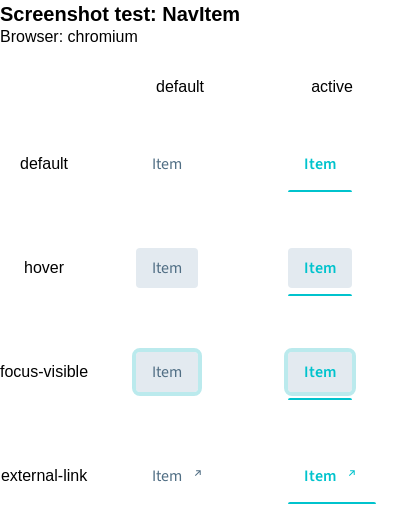 Screenshot test: NavItem
Browser: chromium
default active
default Item Item
hover Item Item
focus-visible Item Item
external-link Item Item